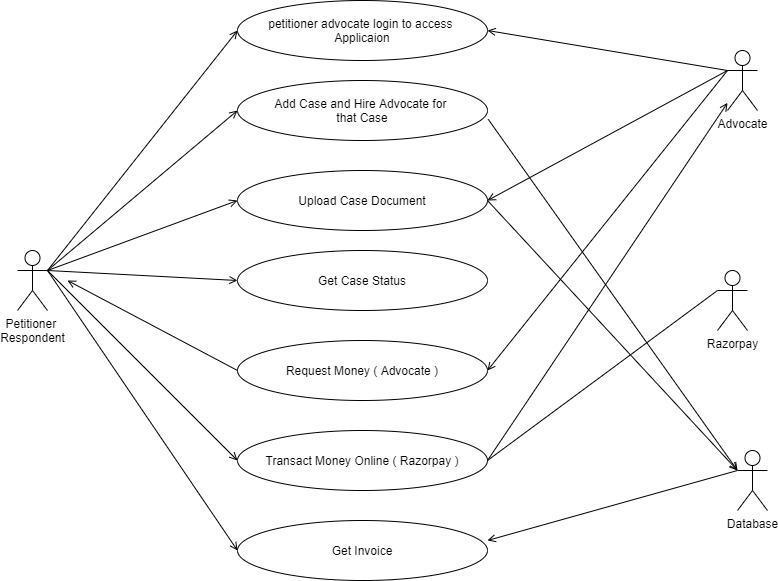 petitioner advocate login to access
Applicaion
Add Case and Hire Advocate for
that Case
Advocate
Upload Case Document
Get Case Status
Petitioner
Respondent
Razorpay
Request Money ( Advocate )
Transact Money Online ( Razorpay )
Database
Get Invoice